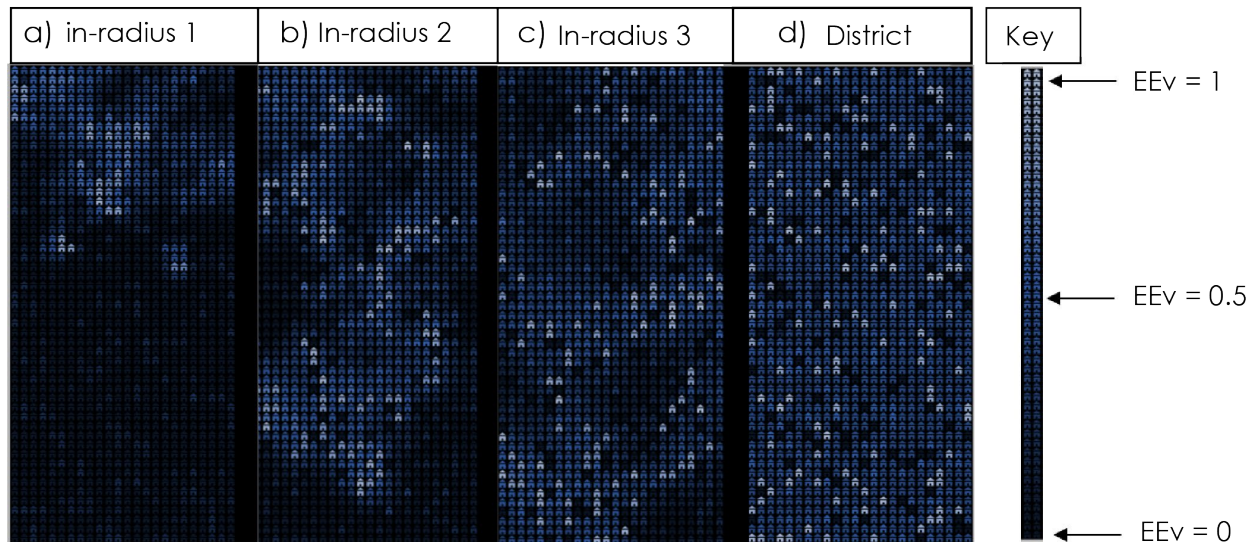 a) in-radius 1
b) In-radius 2
c) In-radius 3
d) District
Key
EEv = 1
EEv = 0.5
EEv = 0